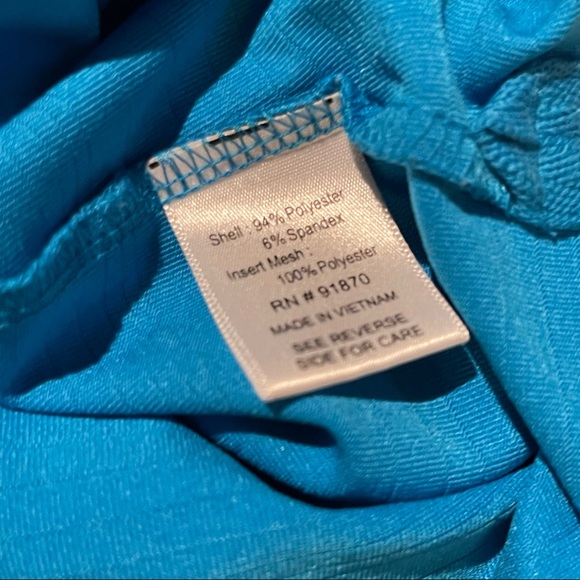 Shell : 94% Polyester
6% Spandex
Insert Mesh :
100% Polyester
RN # 91870
MADE IN VIETNAM
SEE REVERSE
SIDE FOR CARE